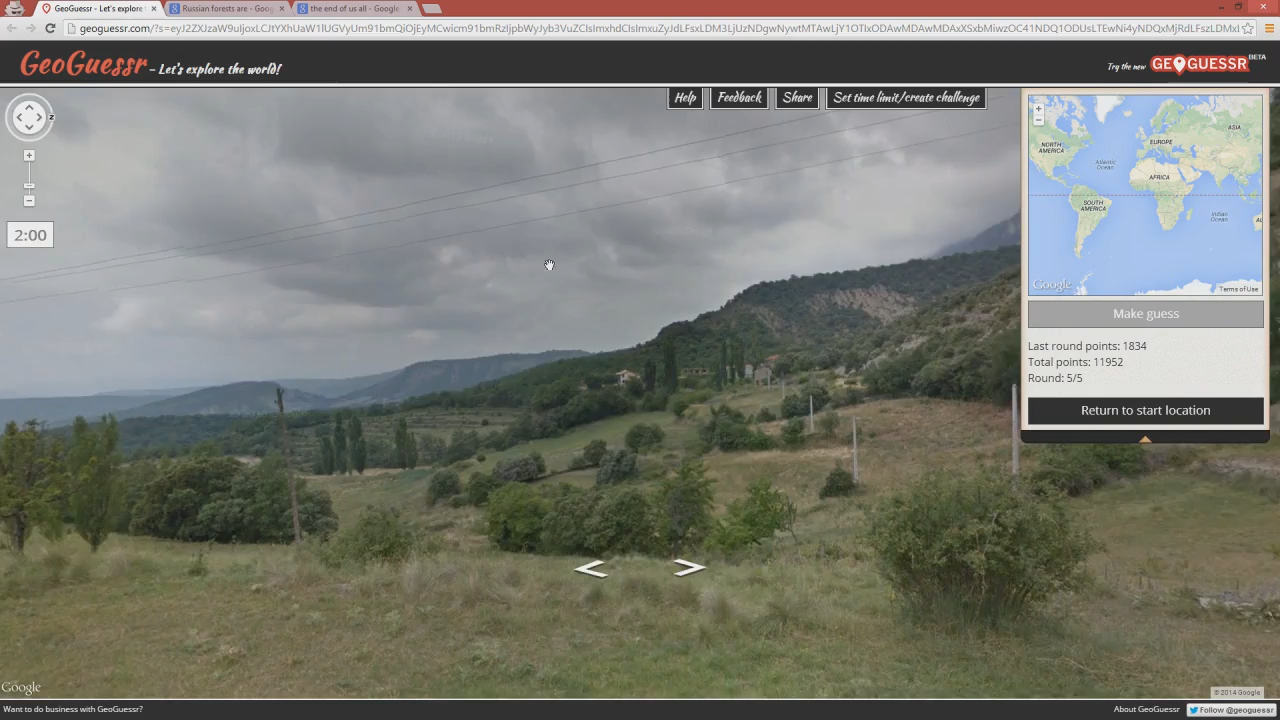 GeoGuessr - Let's explore
Russian forests are - Goog
the end of us all - Google
GeoGuessr - Let's explore the world!
Try the new GEOGUESSR BETA
Help
Feedback
Share
Set time limit/create challenge
z
2:00
NORTH AMERICA
EUROPE
ASIA
Atlantic Ocean
AFRICA
SOUTH AMERICA
Indian Ocean
AU
Google
Terms of Use
Make guess
Last round points: 1834
Total points: 11952
Round: 5/5
Return to start location
Google
© 2014 Google
Want to do business with GeoGuessr?
About GeoGuessr
Follow @geoguessr